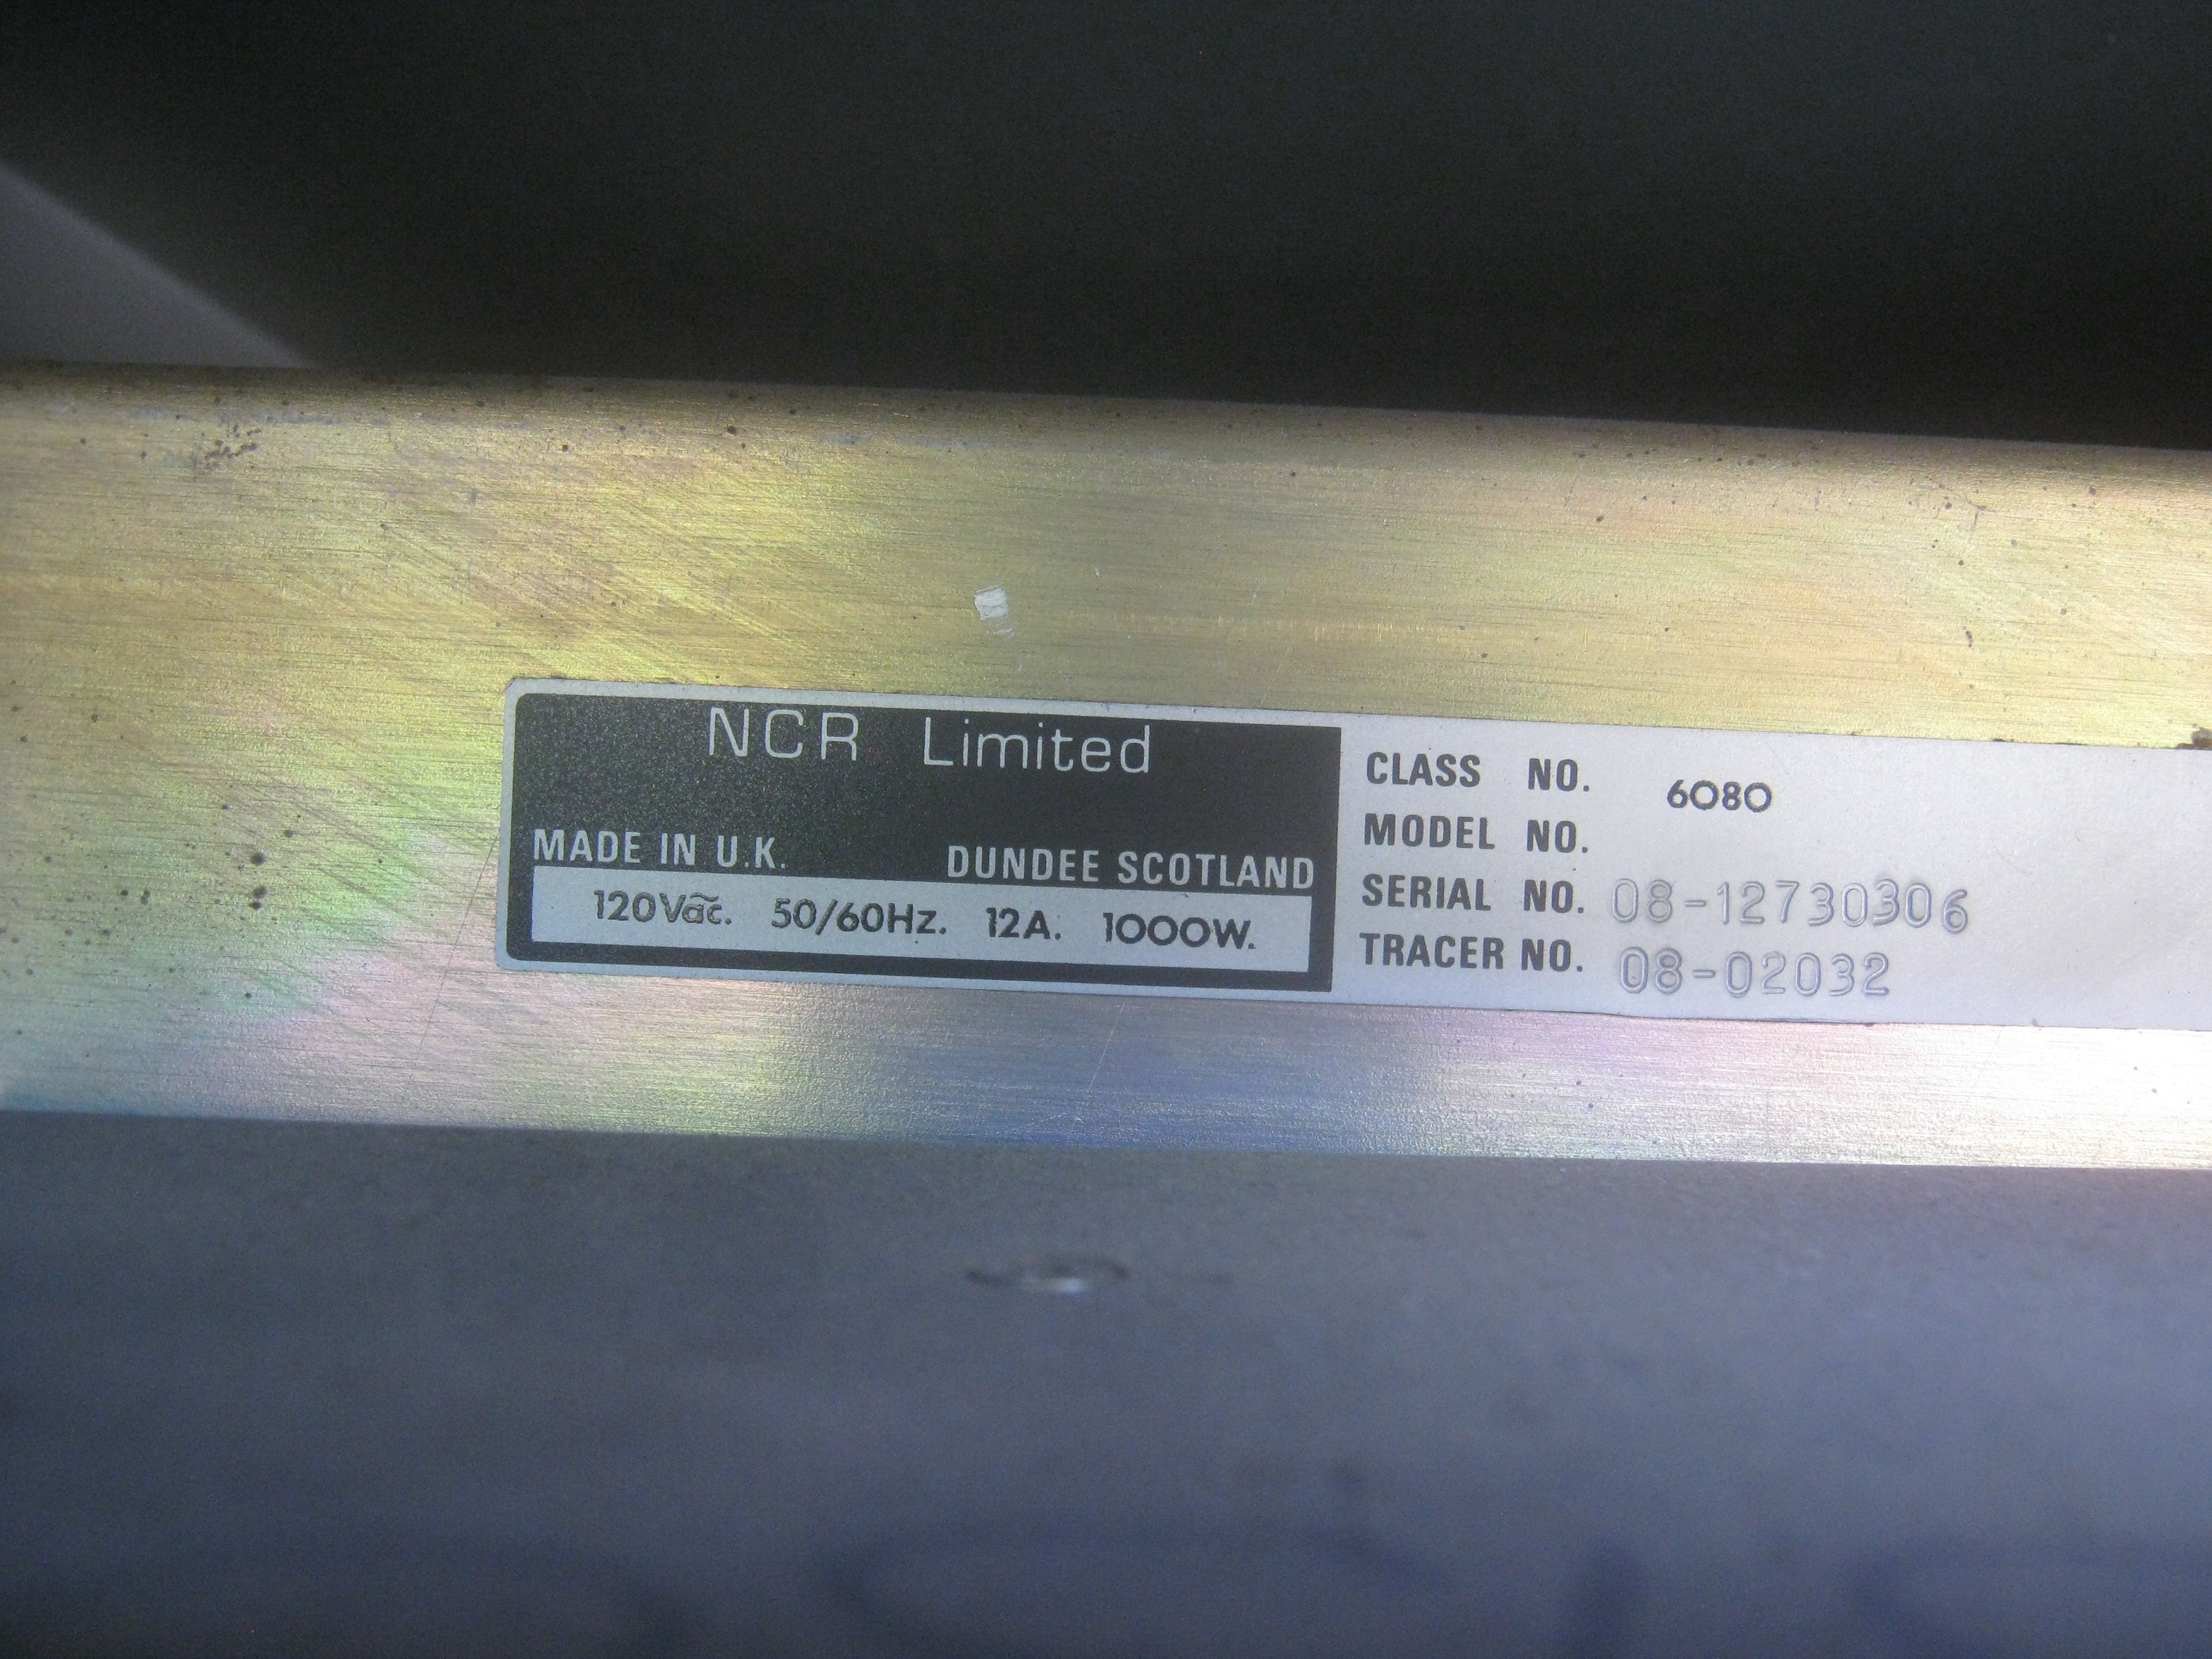 NCR Limited
MADE IN U.K. DUNDEE SCOTLAND
120Vac. 50/60Hz. 12A. 1000W.
CLASS NO. 6080
MODEL NO.
SERIAL NO. 08-12730306
TRACER NO. 08-02032